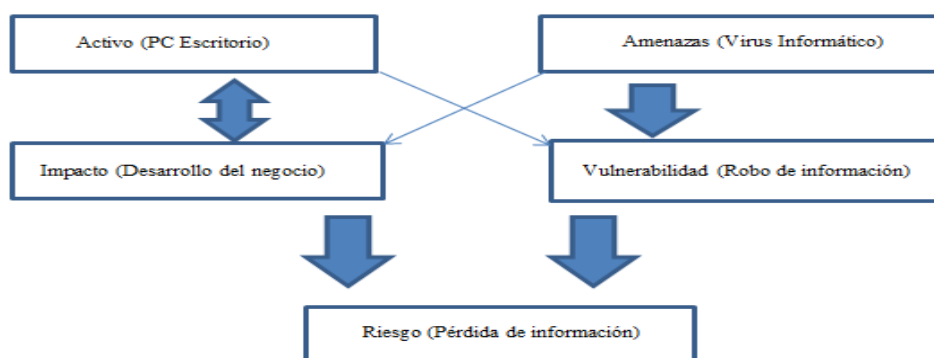 Activo (PC Escritorio)
Amenazas (Virus Informático)
Impacto (Desarrollo del negocio)
Vulnerabilidad (Robo de información)
Riesgo (Pérdida de información)